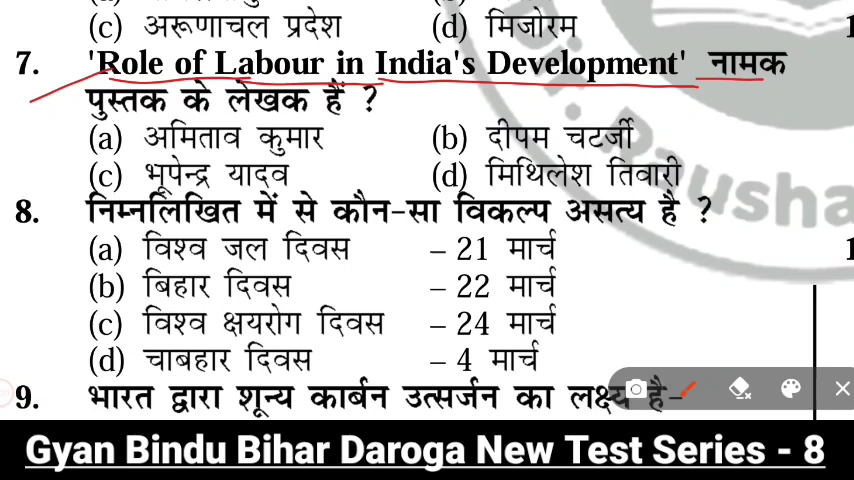 (c) अरूणाचल प्रदेश (d) मिजोरम
7. 'Role of Labour in India's Development' नामक
पुस्तक के लेखक हैं ?
(a) अमिताव कुमार (b) दीपम चटर्जी
(c) भूपेन्द्र यादव (d) मिथिलेश तिवारी
8. निम्नलिखित में से कौन-सा विकल्प असत्य है ?
(a) विश्व जल दिवस – 21 मार्च
(b) बिहार दिवस – 22 मार्च
(c) विश्व क्षयरोग दिवस – 24 मार्च
(d) चाबहार दिवस – 4 मार्च
9. भारत द्वारा शून्य कार्बन उत्सर्जन का लक्ष्य है–
Gyan Bindu Bihar Daroga New Test Series - 8